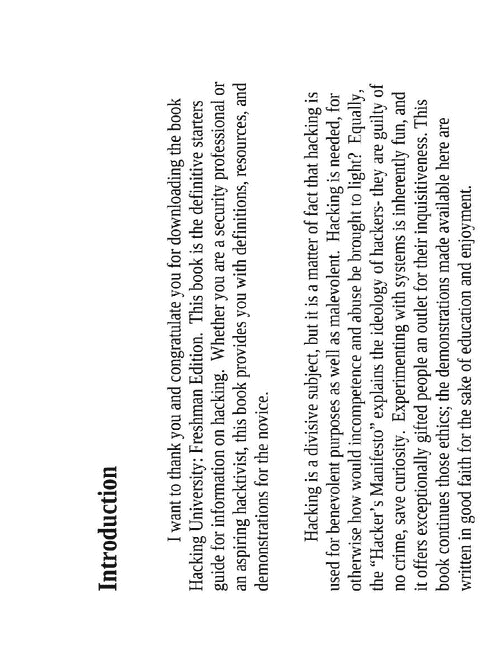 Introduction
I want to thank you and congratulate you for downloading the book
Hacking University: Freshman Edition. This book is the definitive starters
guide for information on hacking. Whether you are a security professional or
an aspiring hacktivist, this book provides you with definitions, resources, and
demonstrations for the novice.
Hacking is a divisive subject, but it is a matter of fact that hacking is
used for benevolent purposes as well as malevolent. Hacking is needed, for
otherwise how would incompetence and abuse be brought to light? Equally,
the “Hacker’s Manifesto” explains the ideology of hackers- they are guilty of
no crime, save curiosity. Experimenting with systems is inherently fun, and
it offers exceptionally gifted people an outlet for their inquisitiveness. This
book continues those ethics; the demonstrations made available here are
written in good faith for the sake of education and enjoyment.